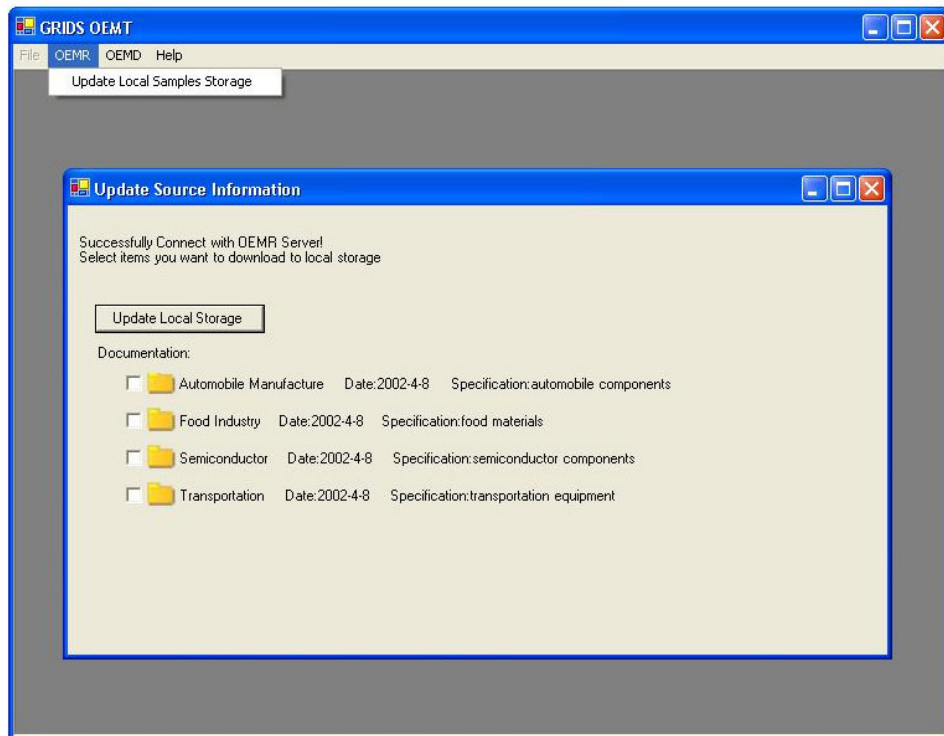 GRIDS OEMT
File OEMR OEMD Help
Update Local Samples Storage
Update Source Information
Successfully Connect with OEMR Server!
Select items you want to download to local storage
Update Local Storage
Documentation:
Automobile Manufacture Date:2002-4-8 Specification:automobile components
Food Industry Date:2002-4-8 Specification:food materials
Semiconductor Date:2002-4-8 Specification:semiconductor components
Transportation Date:2002-4-8 Specification:transportation equipment